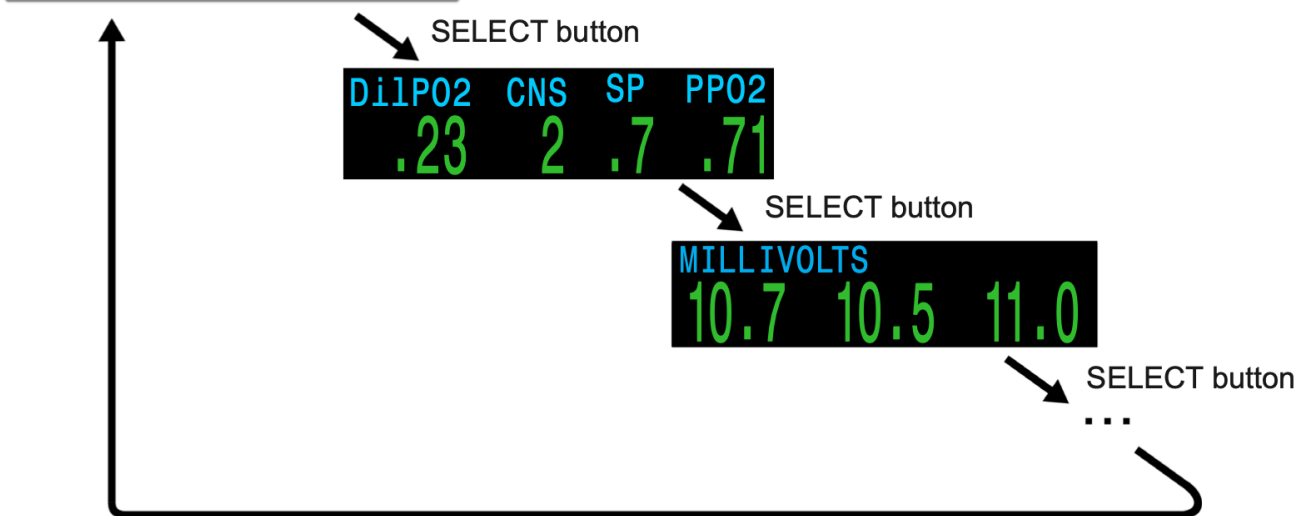 SELECT button
DilPO2 CNS SP PPO2
.23 2 .7 .71
SELECT button
MILLIVOLTS
10.7 10.5 11.0
SELECT button
...